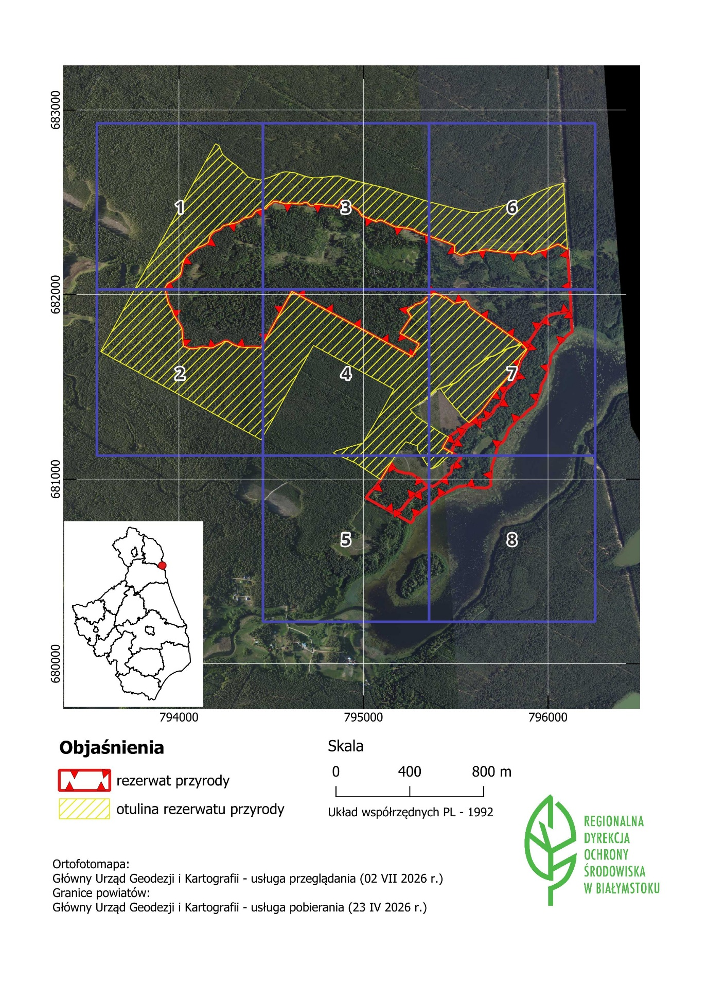 683000
1
3
6
682000
2
4
7
681000
5
8
680000
794000
795000
796000
Objaśnienia
rezerwat przyrody
otulina rezerwatu przyrody
Skala
0 400 800 m
Układ współrzędnych PL - 1992
REGIONALNA
DYREKCJA
OCHRONY
ŚRODOWISKA
W BIAŁYMSTOKU
Ortofotomapa:
Główny Urząd Geodezji i Kartografii - usługa przeglądania (02 VII 2026 r.)
Granice powiatów:
Główny Urząd Geodezji i Kartografii - usługa pobierania (23 IV 2026 r.)